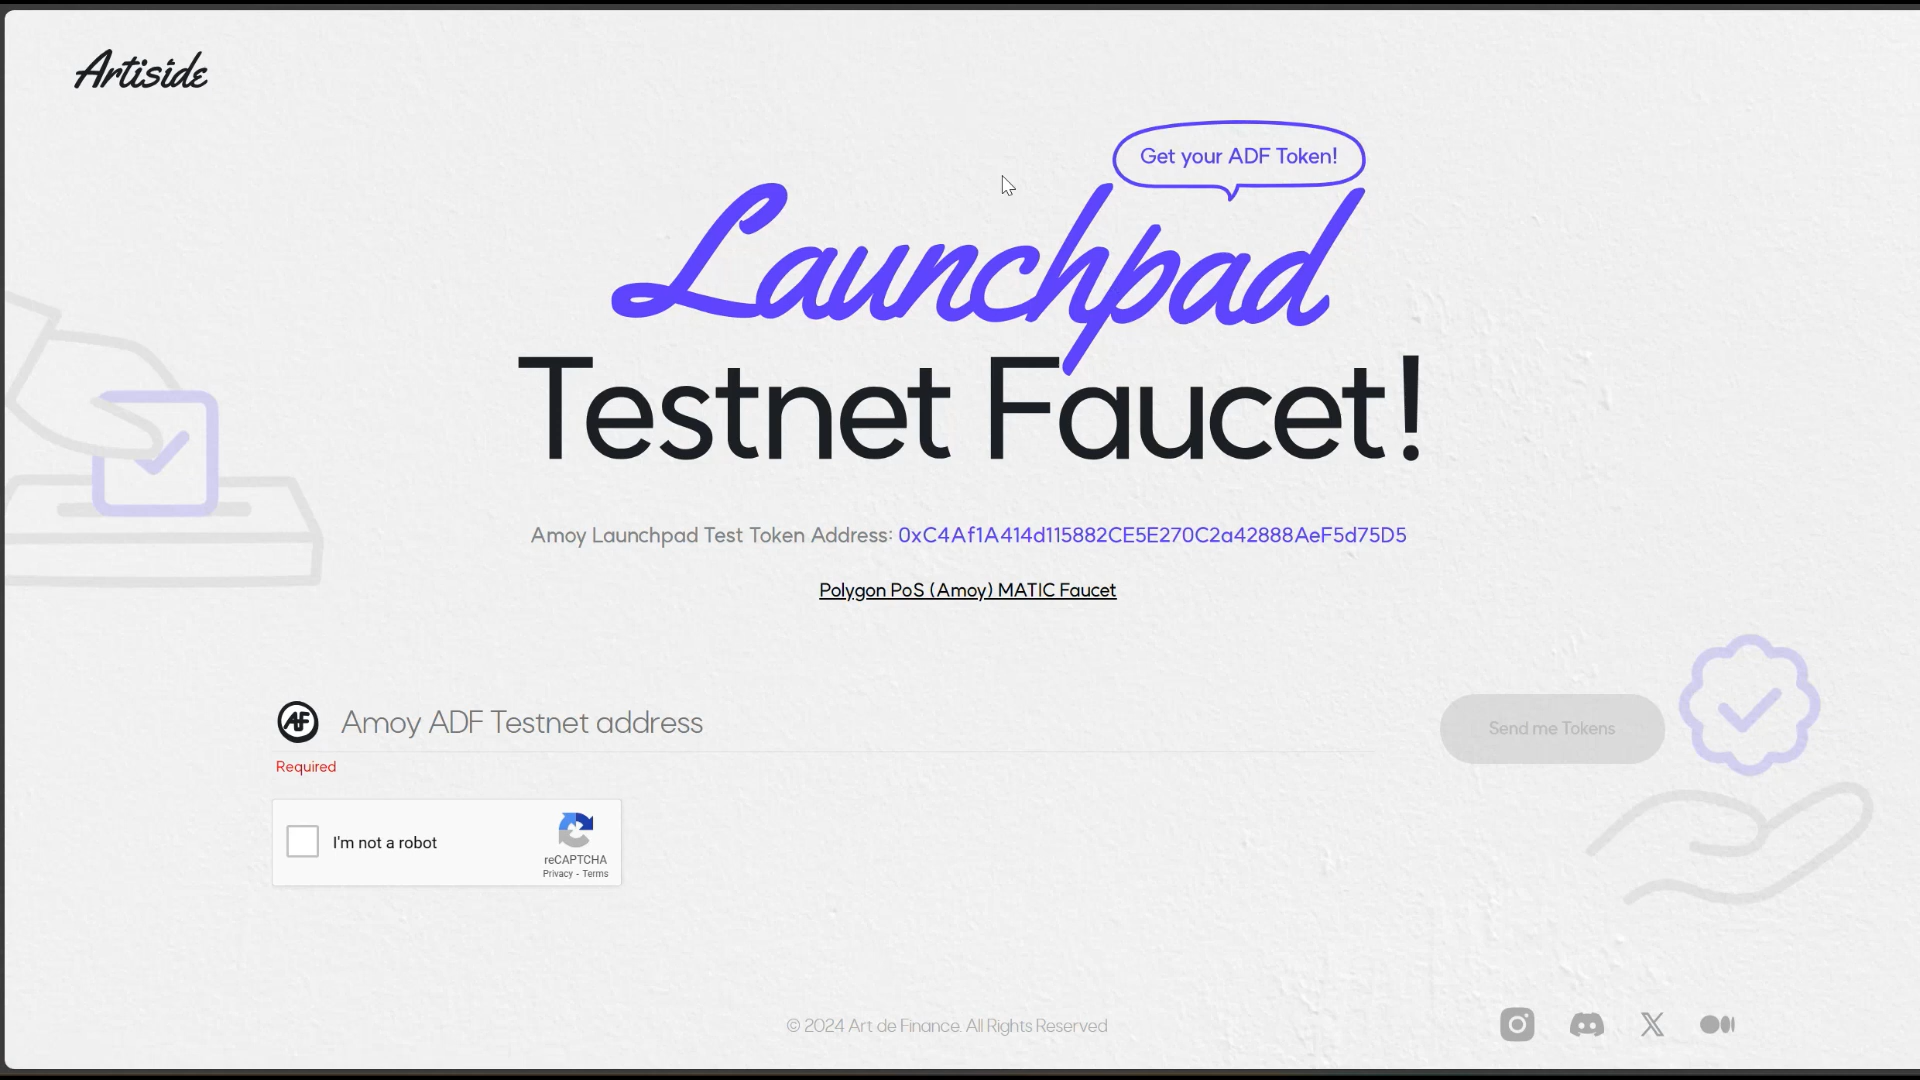 Artiside
Get your ADF Token!
Launchpad
Testnet Faucet!
Amoy Launchpad Test Token Address: 0xC4Af1A414d115882CE5E270C2a42888AeF5d75D5
Polygon PoS (Amoy) MATIC Faucet
AF Amoy ADF Testnet address
Send me Tokens
Required
I'm not a robot
reCAPTCHA
Privacy - Terms
© 2024 Art de Finance. All Rights Reserved